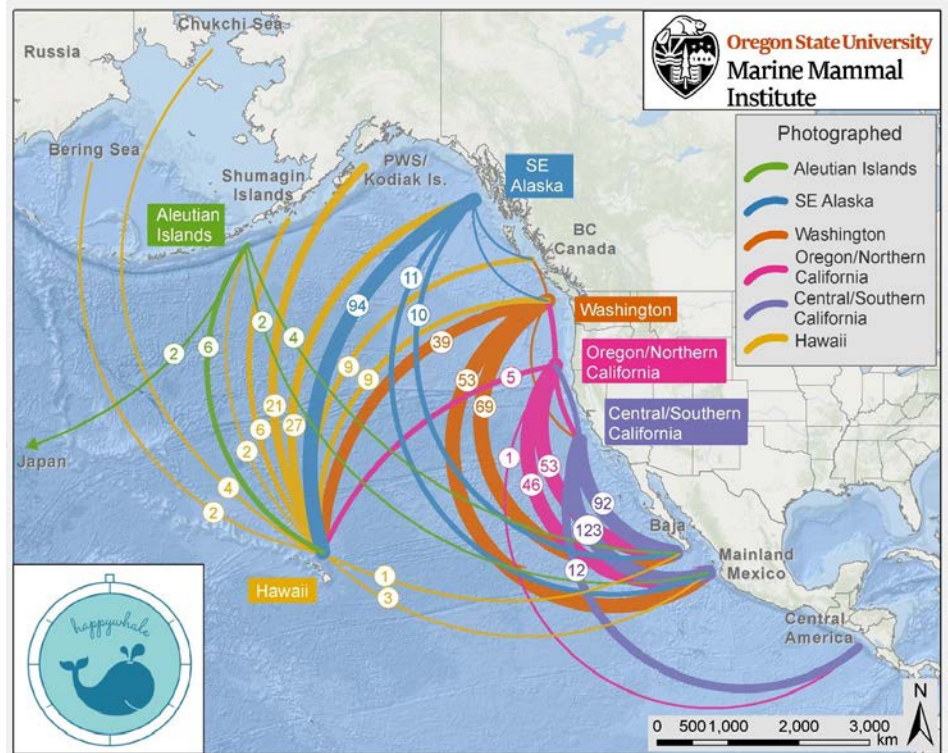 Chukchi Sea
Russia
Oregon State University
Marine Mammal
Institute
Photographed
Aleutian Islands
SE Alaska
Washington
Oregon/Northern
California
Central/Southern
California
Hawaii
Bering Sea
Shumagin
Islands
PWS/
Kodiak Is.
SE
Alaska
Aleutian
Islands
BC
Canada
Washington
Oregon/Northern
California
Central/Southern
California
11
94
10
2
4
2
6
39
9
9
5
53
69
21
6
27
2
1
53
46
92
123
12
4
2
1
3
Japan
Baja
Mainland
Mexico
Hawaii
Central
America
happywhale
N
0 500 1,000 2,000 3,000
km